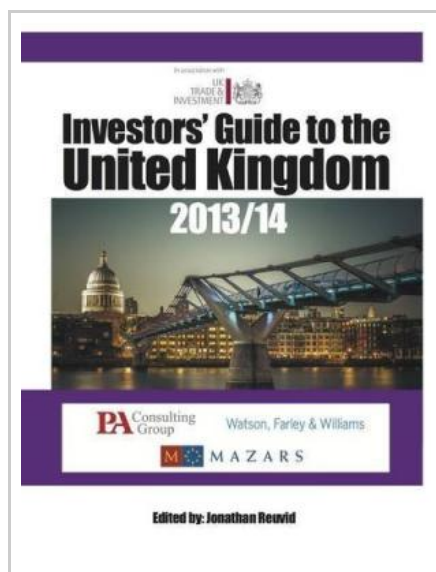 In association with
UK
TRADE &
INVESTMENT
Investors' Guide to the
United Kingdom
2013/14
PA Consulting
Group
Watson, Farley & Williams
M MAZARS
Edited by: Jonathan Reuvid